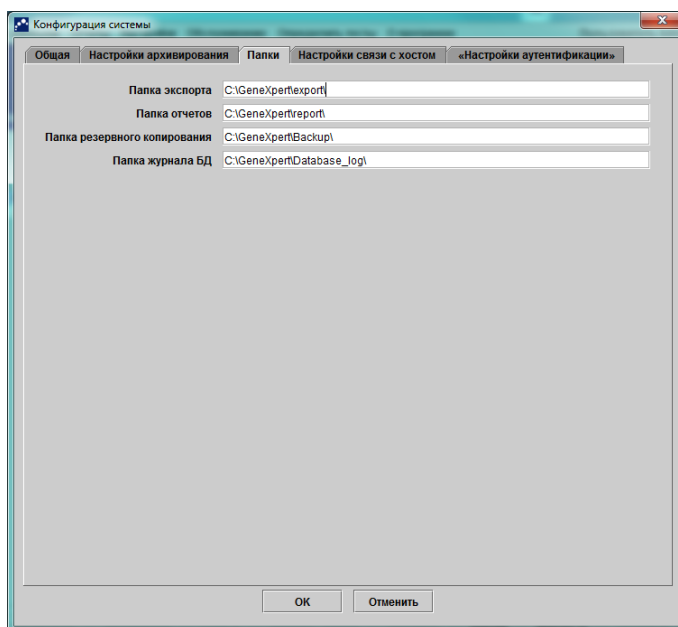 Конфигурация системы
Общая Настройки архивирования Папки Настройки связи с хостом «Настройки аутентификации»
Папка экспорта C:\GeneXpert\export\
Папка отчетов C:\GeneXpert\report\
Папка резервного копирования C:\GeneXpert\Backup\
Папка журнала БД C:\GeneXpert\Database_log\
OK Отменить